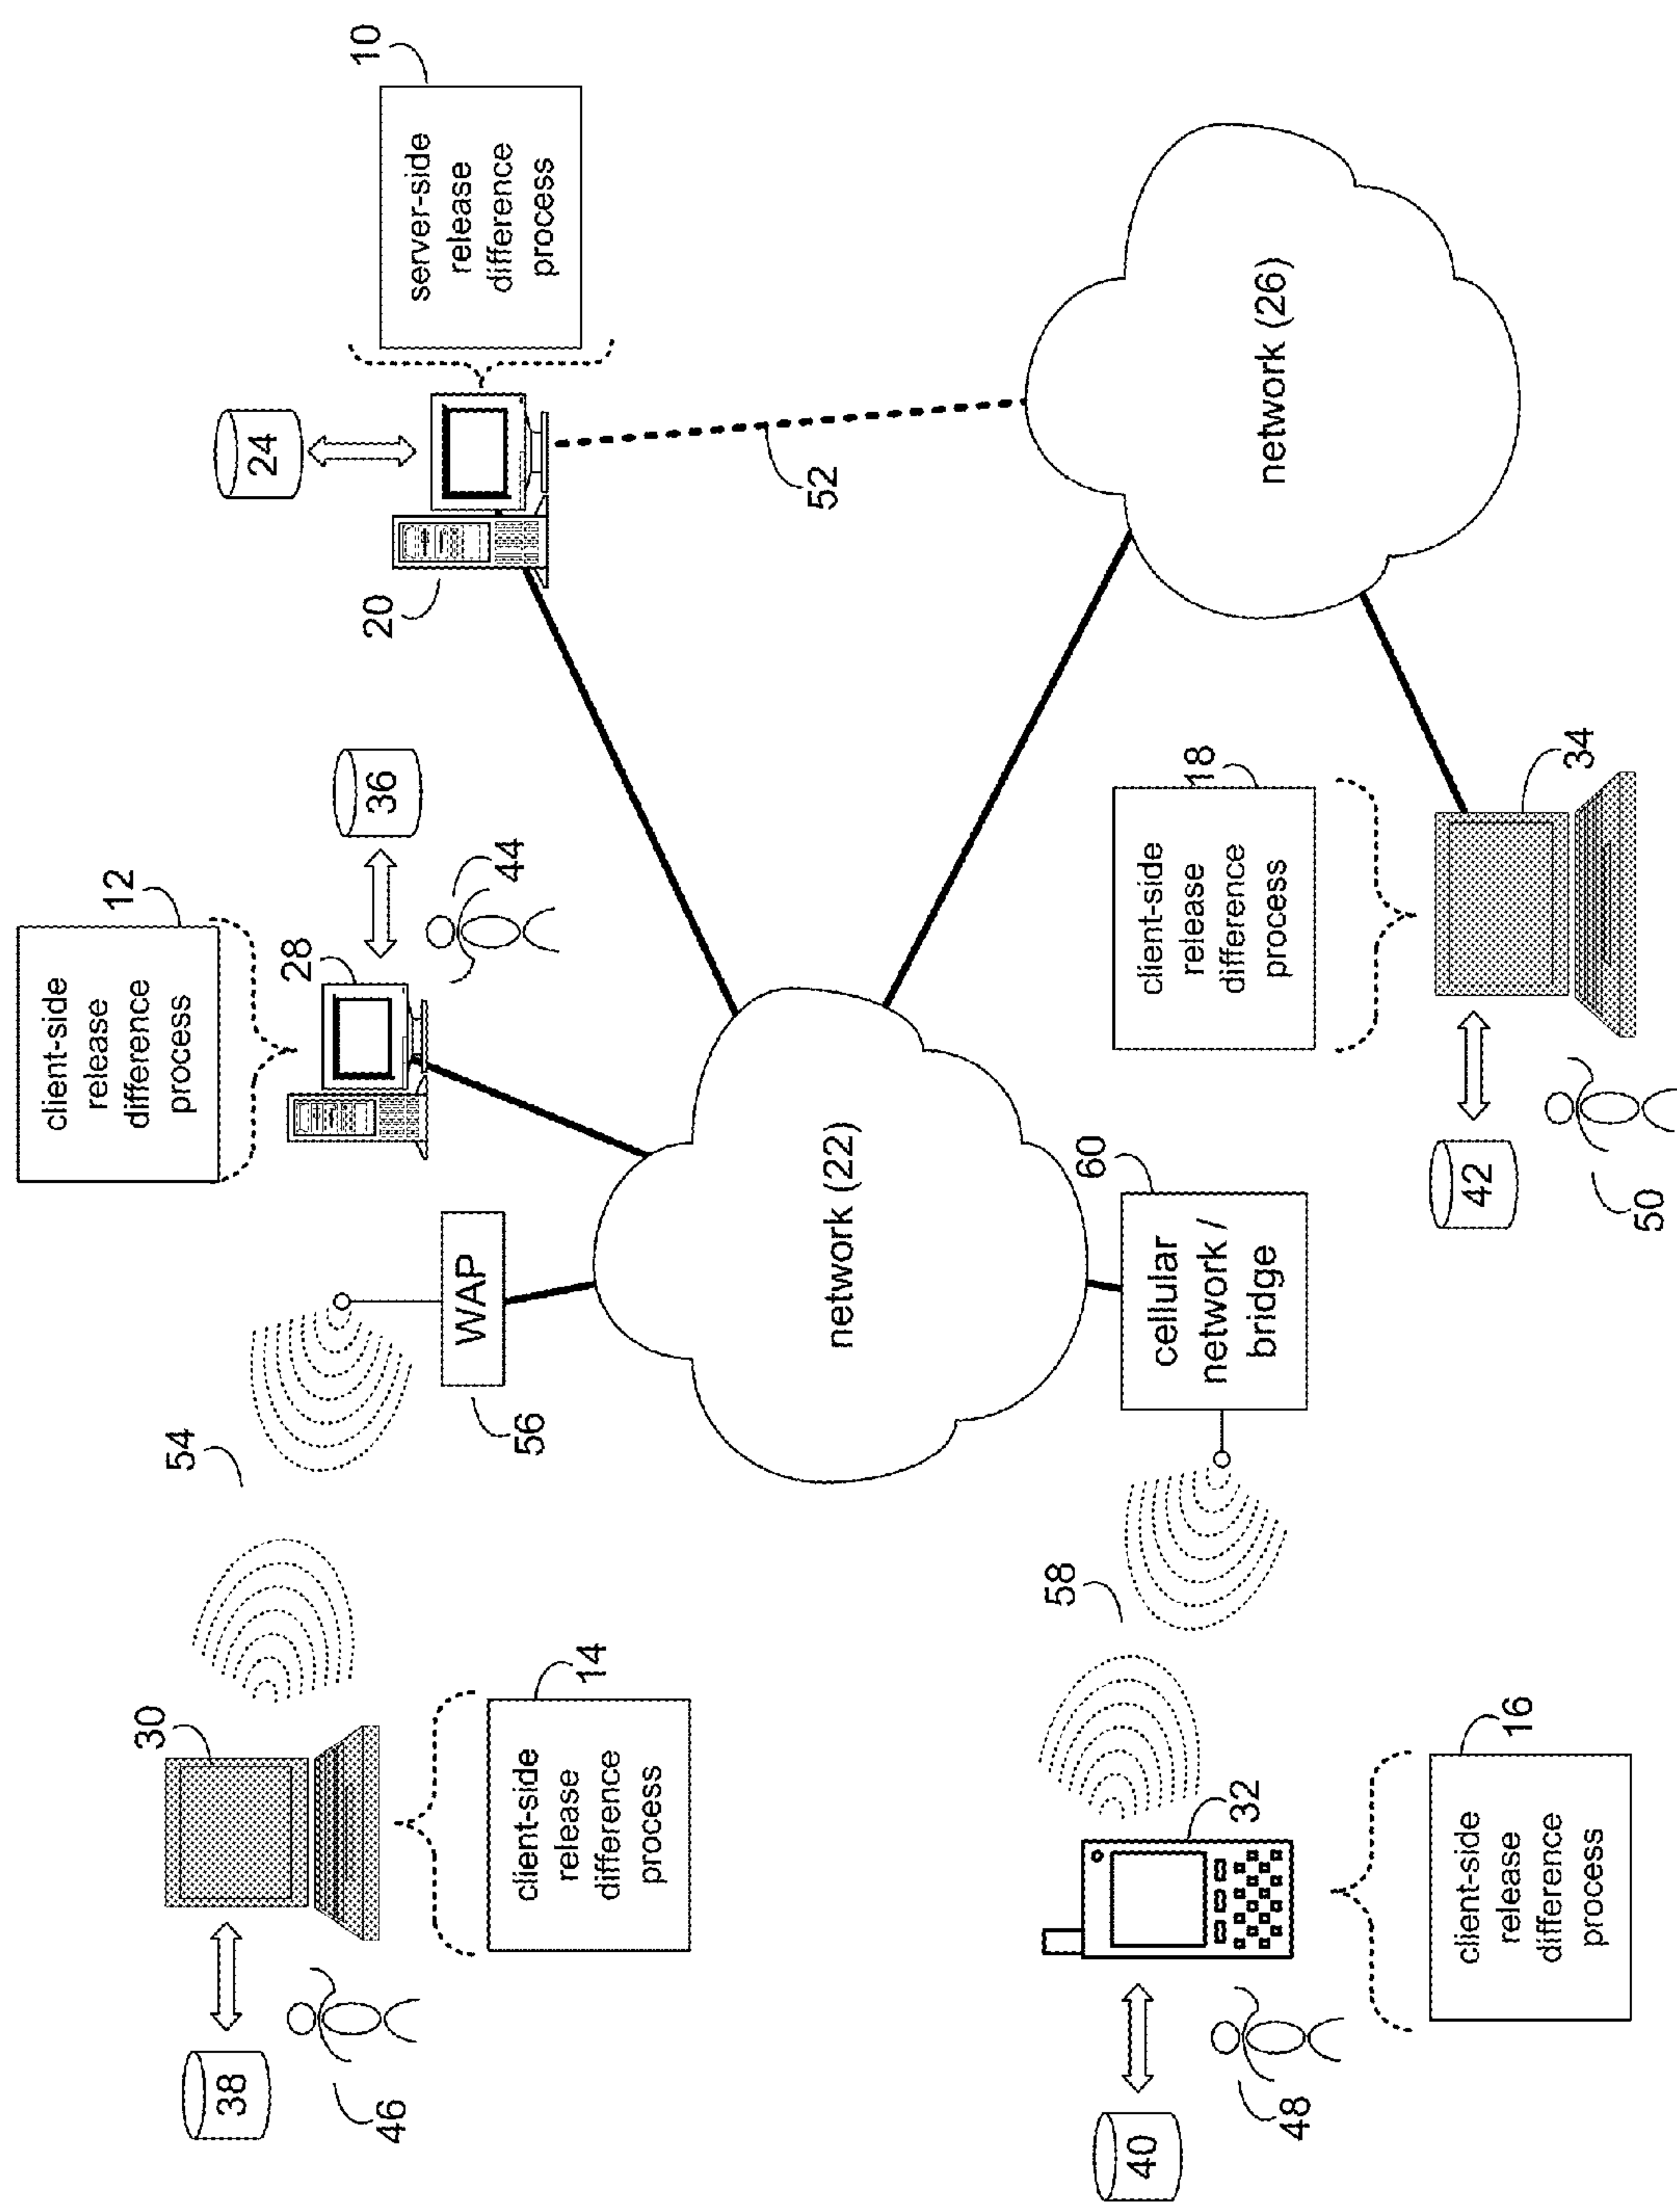 client-side
release
difference
process
12
30
54
38
46
28
36
24
10
server-side
release
difference
process
44
20
WAP
56
14
client-side
release
difference
process
52
network (22)
network (26)
58
60
cellular
network /
bridge
32
40
48
18
client-side
release
difference
process
16
client-side
release
difference
process
42
34
50